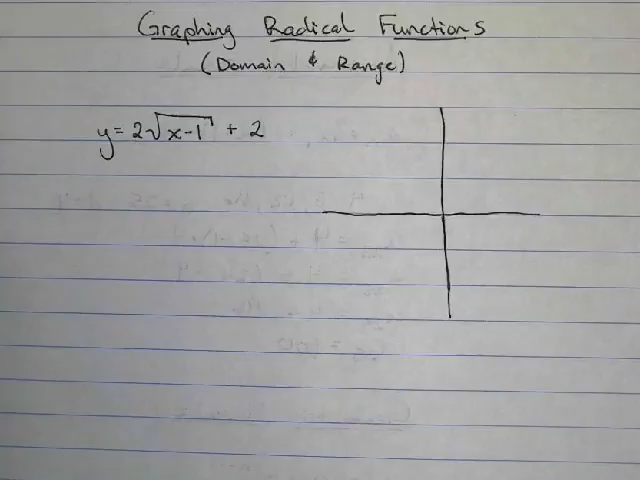 Graphing Radical Functions
(Domain & Range)
y = 2√(x-1) + 2